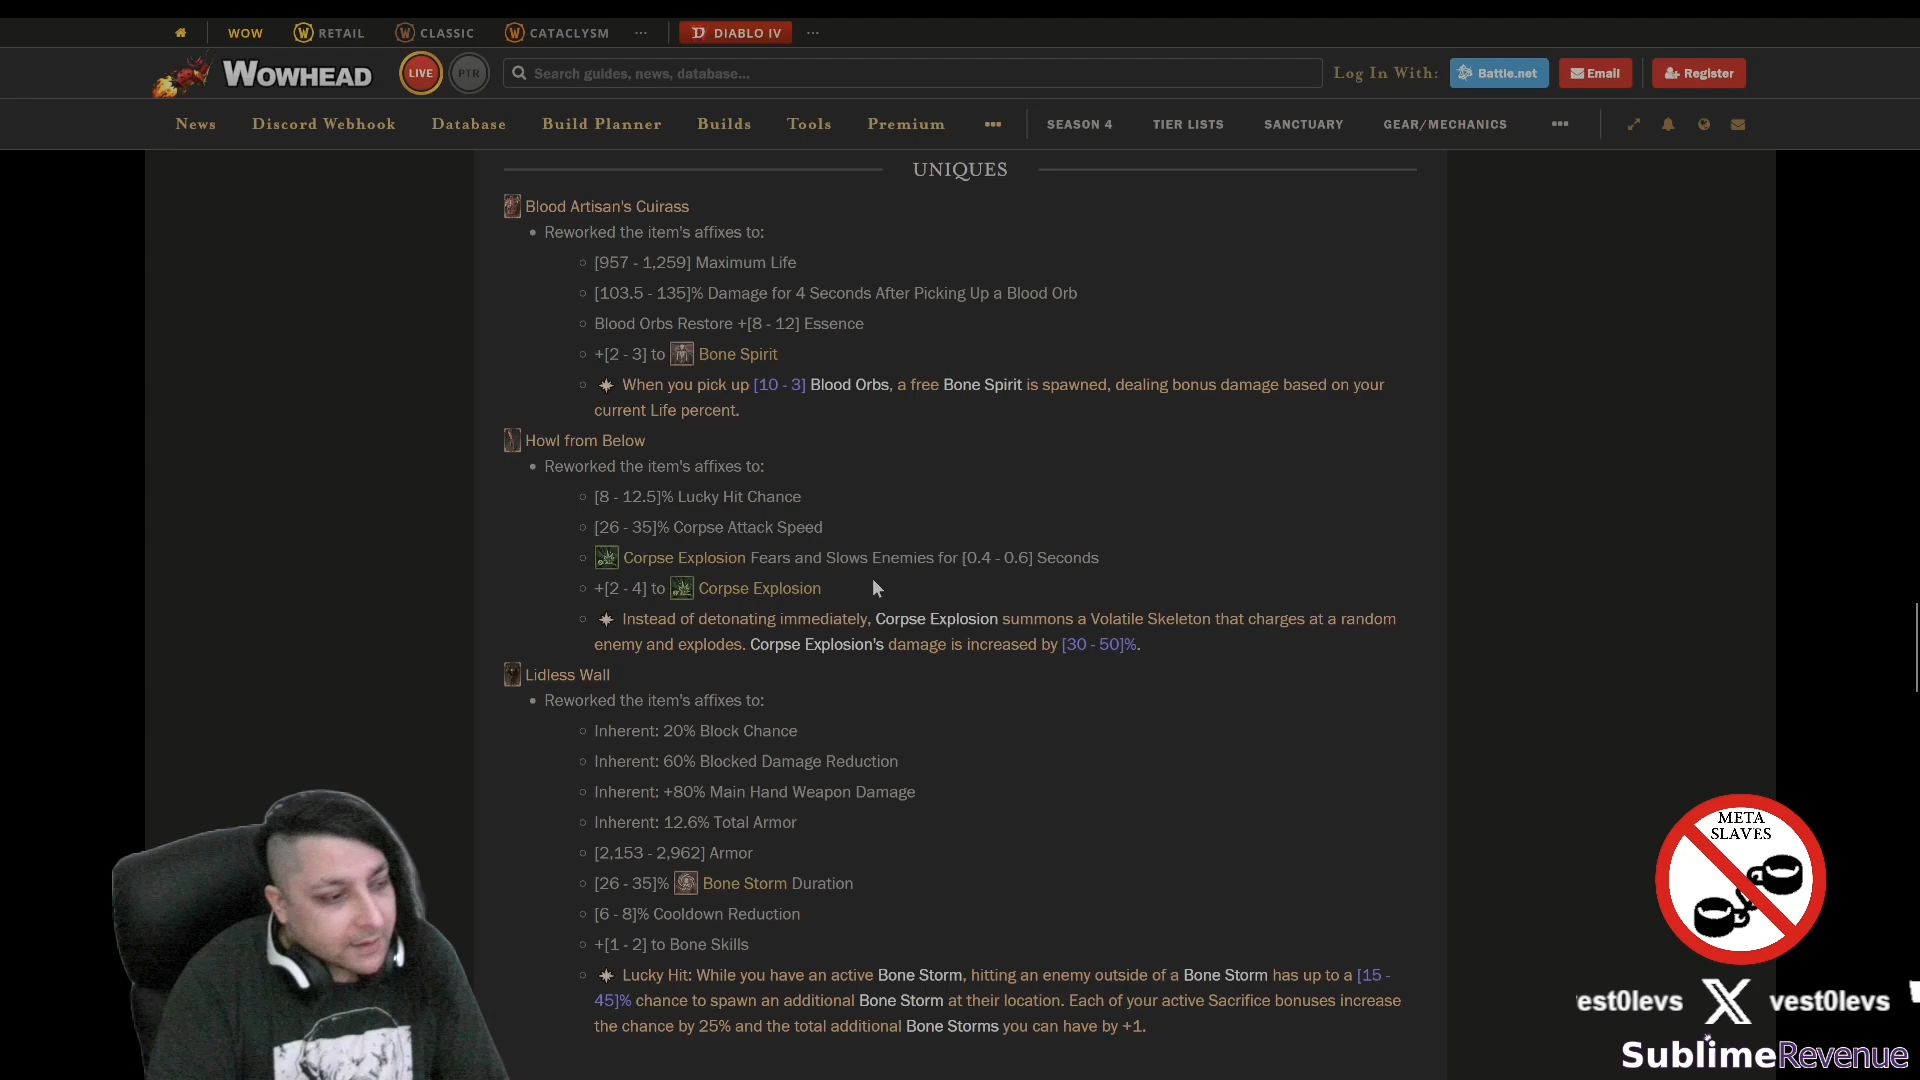 WOW RETAIL CLASSIC CATACLYSM ... DIABLO IV ...
WOWHEAD LIVE PTR Search guides, news, database... Log In With: Battle.net Email Register
News Discord Webhook Database Build Planner Builds Tools Premium ••• SEASON 4 TIER LISTS SANCTUARY GEAR/MECHANICS •••
UNIQUES
Blood Artisan's Cuirass
Reworked the item's affixes to:
[957 - 1,259] Maximum Life
[103.5 - 135]% Damage for 4 Seconds After Picking Up a Blood Orb
Blood Orbs Restore +[8 - 12] Essence
+[2 - 3] to Bone Spirit
When you pick up [10 - 3] Blood Orbs, a free Bone Spirit is spawned, dealing bonus damage based on your
current Life percent.
Howl from Below
Reworked the item's affixes to:
[8 - 12.5]% Lucky Hit Chance
[26 - 35]% Corpse Attack Speed
Corpse Explosion Fears and Slows Enemies for [0.4 - 0.6] Seconds
+[2 - 4] to Corpse Explosion
Instead of detonating immediately, Corpse Explosion summons a Volatile Skeleton that charges at a random
enemy and explodes. Corpse Explosion's damage is increased by [30 - 50]%.
Lidless Wall
Reworked the item's affixes to:
Inherent: 20% Block Chance
Inherent: 60% Blocked Damage Reduction
Inherent: +80% Main Hand Weapon Damage
Inherent: 12.6% Total Armor
[2,153 - 2,962] Armor
[26 - 35]% Bone Storm Duration
[6 - 8]% Cooldown Reduction
+[1 - 2] to Bone Skills
Lucky Hit: While you have an active Bone Storm, hitting an enemy outside of a Bone Storm has up to a [15 -
45]% chance to spawn an additional Bone Storm at their location. Each of your active Sacrifice bonuses increase
the chance by 25% and the total additional Bone Storms you can have by +1.
META
SLAVES
est0levs X vest0levs
SublimeRevenue